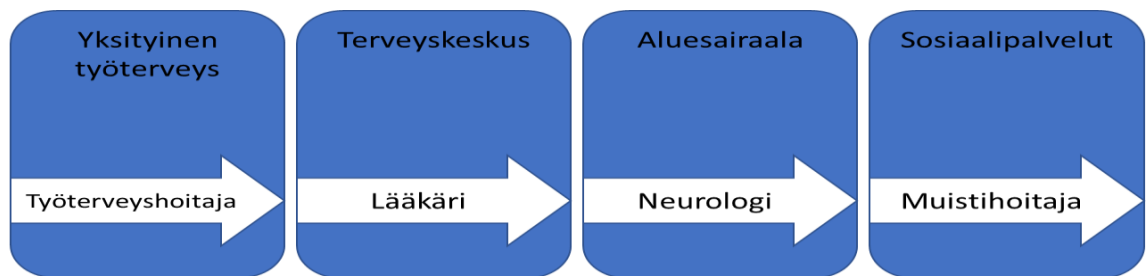 Yksityinen
työterveys
Terveyskeskus
Aluesairaala
Sosiaalipalvelut
Työterveyshoitaja
Lääkäri
Neurologi
Muistihoitaja